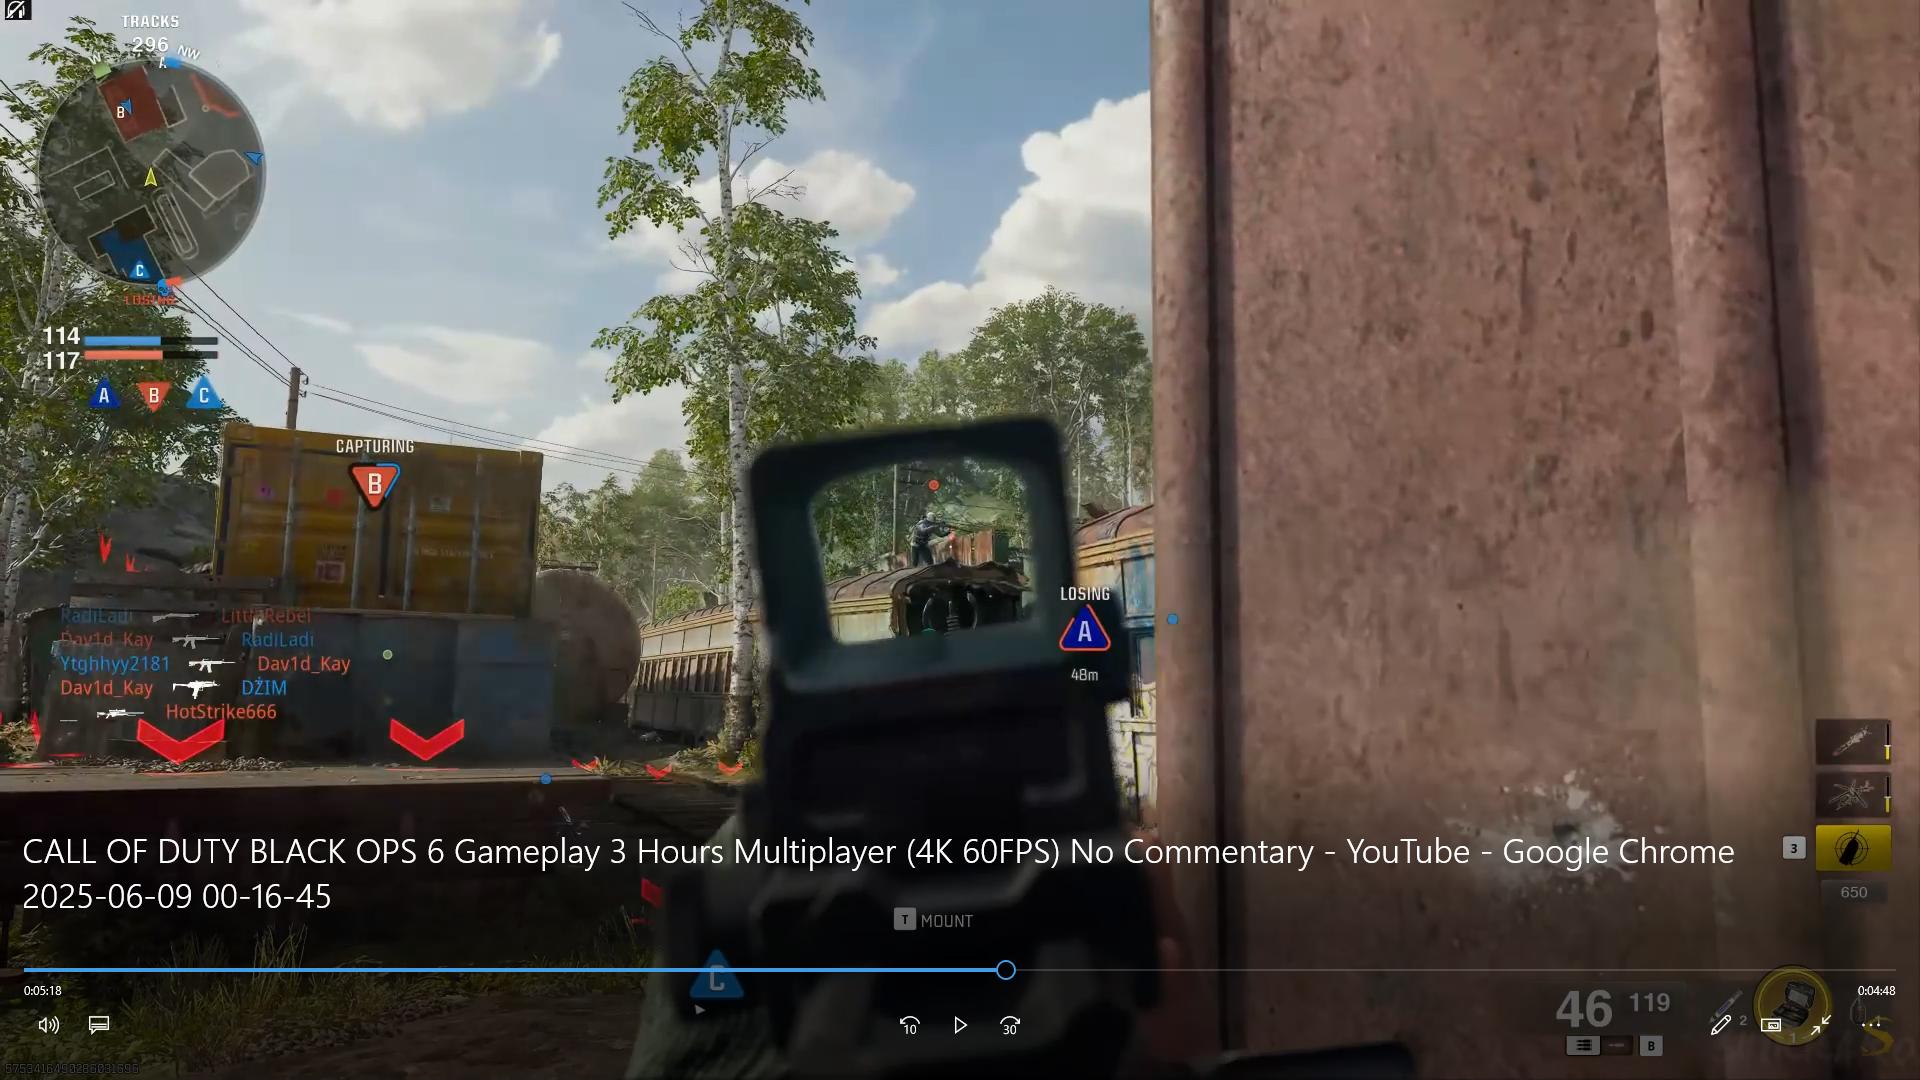 TRACKS
296
W NW
A
B
C
LOSING
114
117
A B C
CAPTURING
B
RadiLadi LittleRebel
Dav1d_Kay RadiLadi
Ytghhyy2181 Dav1d_Kay
Dav1d_Kay DŻIM
HotStrike666
LOSING
A
48m
3
650
CALL OF DUTY BLACK OPS 6 Gameplay 3 Hours Multiplayer (4K 60FPS) No Commentary - YouTube - Google Chrome
2025-06-09 00-16-45
T MOUNT
C
0:05:18
0:04:48
10
30
46 119
2
1
B
5753416490286031696